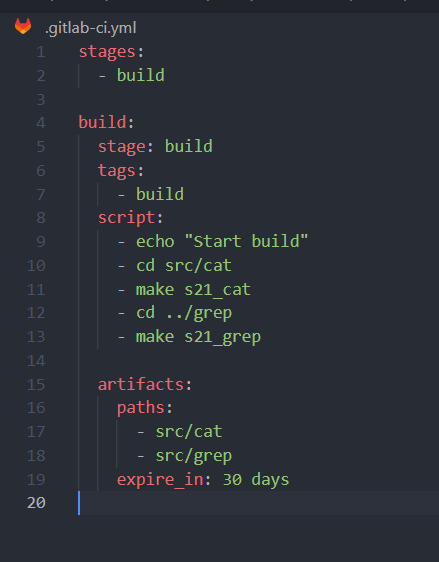 .gitlab-ci.yml
1 stages:
2   - build
3
4 build:
5   stage: build
6   tags:
7     - build
8   script:
9     - echo "Start build"
10     - cd src/cat
11     - make s21_cat
12     - cd ../grep
13     - make s21_grep
14
15   artifacts:
16     paths:
17       - src/cat
18       - src/grep
19     expire_in: 30 days
20